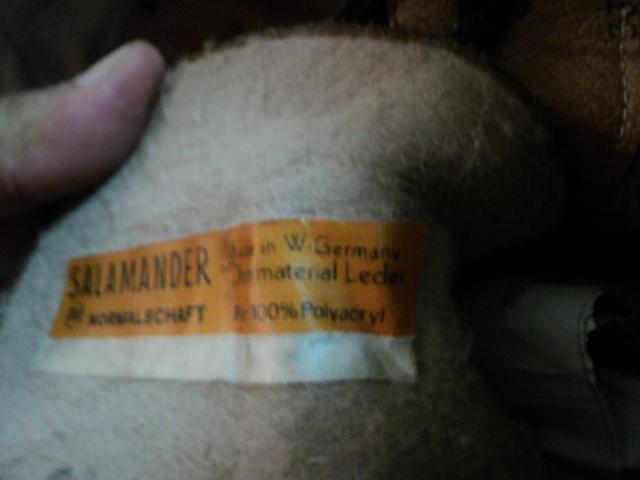 SALAMANDER
NORMALSCHAFT
Made in W-Germany
Obermaterial Leder
100% Polyacryl